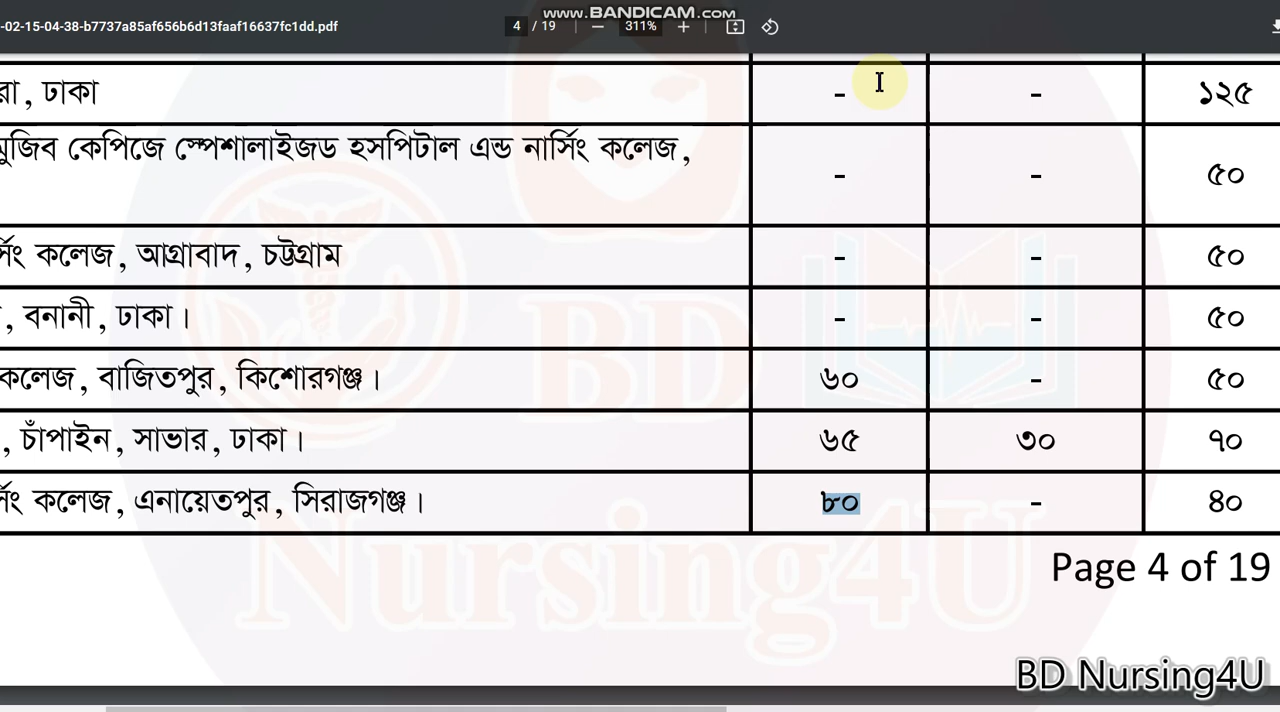 www.BANDICAM.com
-02-15-04-38-b7737a85af656b6d13faaf16637fc1dd.pdf 4 / 19 — 311% +
রা, ঢাকা - - ১২৫
মুজিব কেপিজে স্পেশালাইজড হসপিটাল এন্ড নার্সিং কলেজ, - - ৫০
র্সিং কলেজ, আগ্রাবাদ, চট্টগ্রাম - - ৫০
, বনানী, ঢাকা। - - ৫০
কলেজ, বাজিতপুর, কিশোরগঞ্জ। ৬০ - ৫০
, চাঁপাইন, সাভার, ঢাকা। ৬৫ ৩০ ৭০
র্সিং কলেজ, এনায়েতপুর, সিরাজগঞ্জ। ৮০ - ৪০
BD
Nursing4U
Page 4 of 19
BD Nursing4U